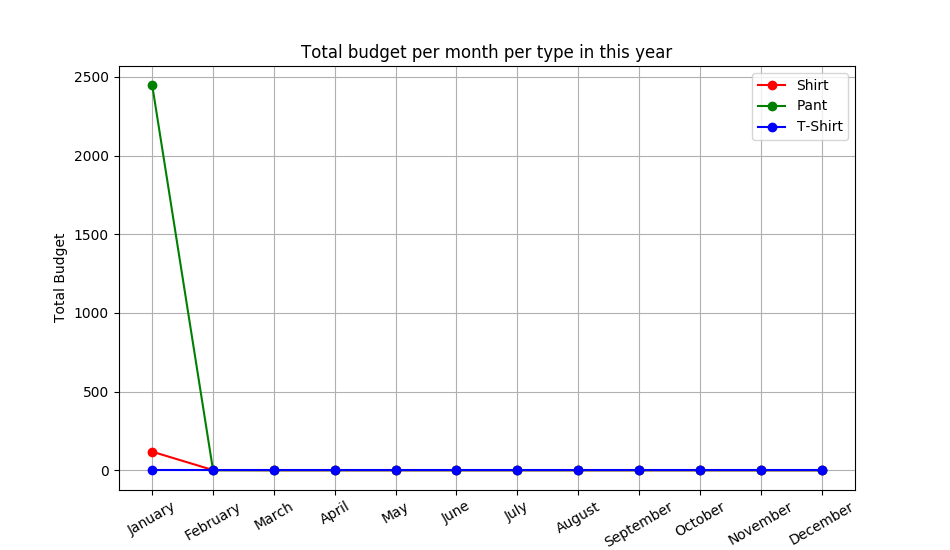 Total budget per month per type in this year
Shirt
Pant
T-Shirt
Total Budget
2500
2000
1500
1000
500
0
January
February
March
April
May
June
July
August
September
October
November
December